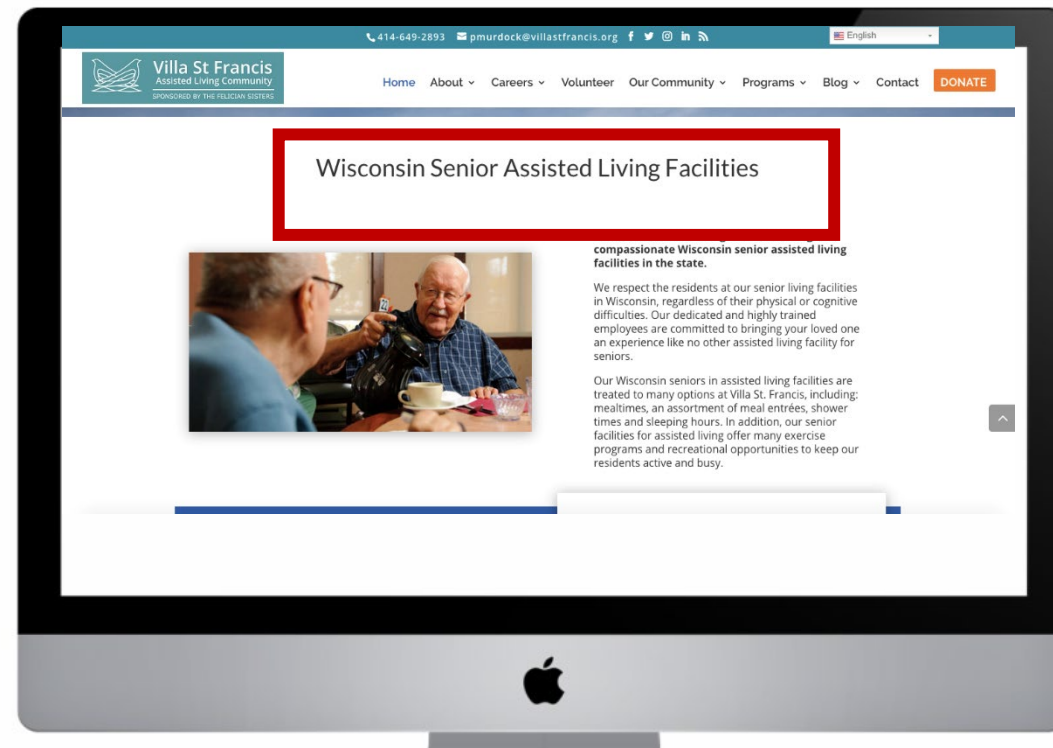 414-649-2893 pmurdock@villastfrancis.org
English
Villa St Francis
Assisted Living Community
SPONSORED BY THE FELICIAN SISTERS
Home About Careers Volunteer Our Community Programs Blog Contact DONATE
Wisconsin Senior Assisted Living Facilities
compassionate Wisconsin senior assisted living
facilities in the state.
We respect the residents at our senior living facilities
in Wisconsin, regardless of their physical or cognitive
difficulties. Our dedicated and highly trained
employees are committed to bringing your loved one
an experience like no other assisted living facility for
seniors.
Our Wisconsin seniors in assisted living facilities are
treated to many options at Villa St. Francis, including:
mealtimes, an assortment of meal entrées, shower
times and sleeping hours. In addition, our senior
facilities for assisted living offer many exercise
programs and recreational opportunities to keep our
residents active and busy.